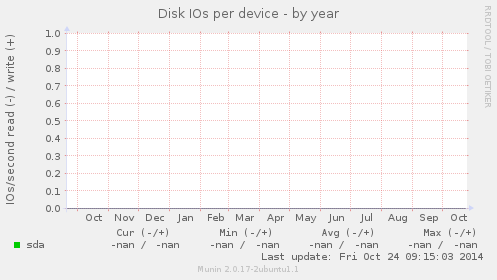 Disk IOs per device - by year
RRDTOOL / TOBI OETIKER
IOs/second read (-) / write (+)
1.0
0.9
0.8
0.7
0.6
0.5
0.4
0.3
0.2
0.1
0.0
Oct Nov Dec Jan Feb Mar Apr May Jun Jul Aug Sep Oct
Cur (-/+) Min (-/+) Avg (-/+) Max (-/+)
sda -nan / -nan -nan / -nan -nan / -nan -nan / -nan
Last update: Fri Oct 24 09:15:03 2014
Munin 2.0.17-2ubuntu1.1